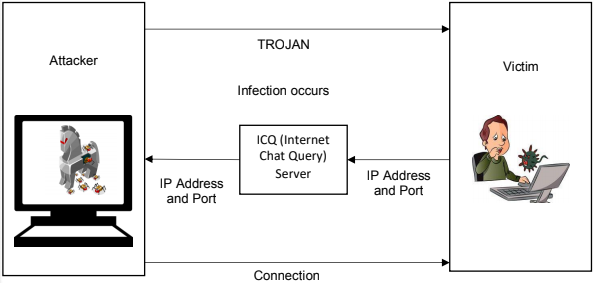 TROJAN
Attacker
Victim
Infection occurs
ICQ (Internet
Chat Query)
Server
IP Address
and Port
IP Address
and Port
Connection